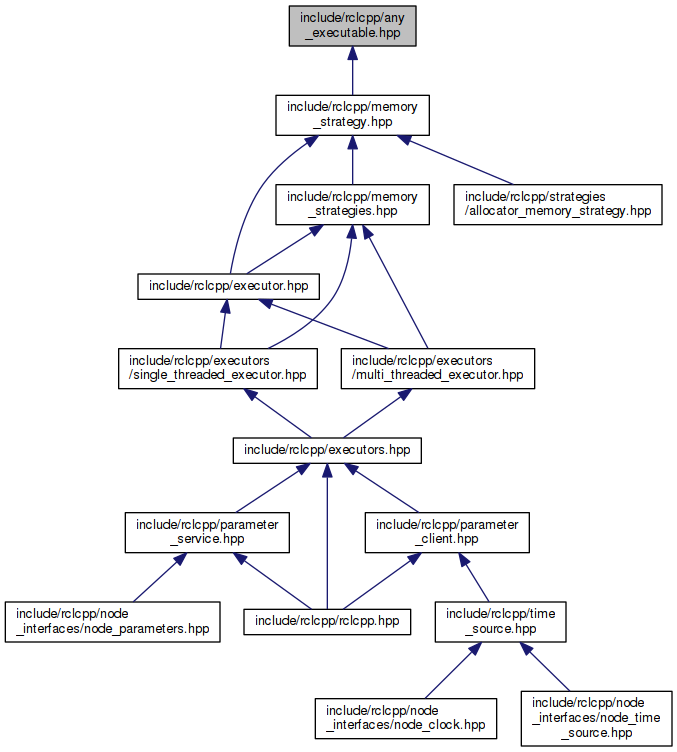 include/rclcpp/any
_executable.hpp
include/rclcpp/memory
_strategy.hpp
include/rclcpp/memory
_strategies.hpp
include/rclcpp/strategies
/allocator_memory_strategy.hpp
include/rclcpp/executor.hpp
include/rclcpp/executors
/single_threaded_executor.hpp
include/rclcpp/executors
/multi_threaded_executor.hpp
include/rclcpp/executors.hpp
include/rclcpp/parameter
_service.hpp
include/rclcpp/parameter
_client.hpp
include/rclcpp/node
_interfaces/node_parameters.hpp
include/rclcpp/rclcpp.hpp
include/rclcpp/time
_source.hpp
include/rclcpp/node
_interfaces/node_clock.hpp
include/rclcpp/node
_interfaces/node_time
_source.hpp